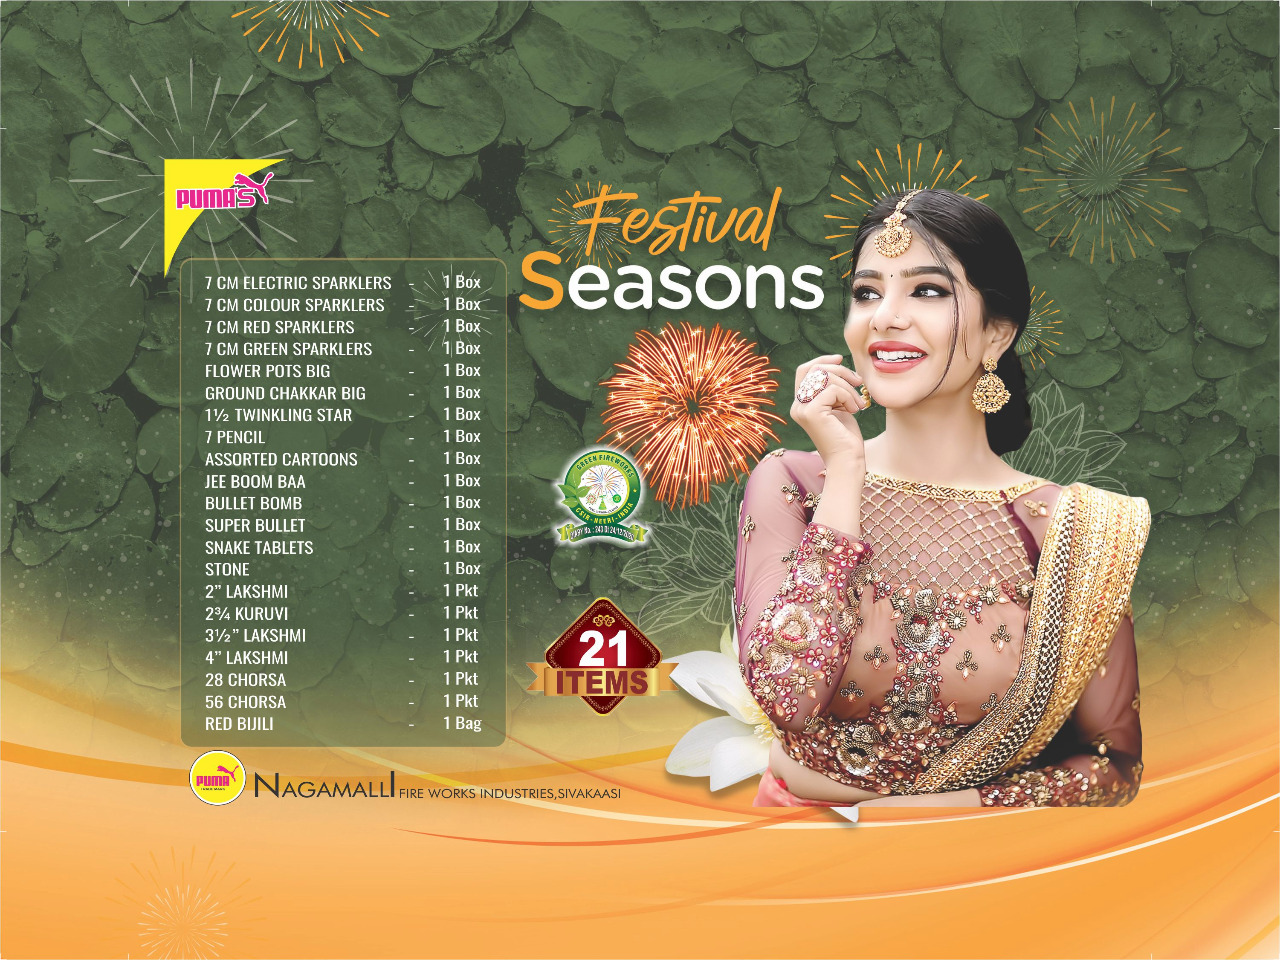 PUMA'S
Festival
Seasons
7 CM ELECTRIC SPARKLERS - 1 Box
7 CM COLOUR SPARKLERS - 1 Box
7 CM RED SPARKLERS - 1 Box
7 CM GREEN SPARKLERS - 1 Box
FLOWER POTS BIG - 1 Box
GROUND CHAKKAR BIG - 1 Box
1½ TWINKLING STAR - 1 Box
7 PENCIL - 1 Box
ASSORTED CARTOONS - 1 Box
JEE BOOM BAA - 1 Box
BULLET BOMB - 1 Box
SUPER BULLET - 1 Box
SNAKE TABLETS - 1 Box
STONE - 1 Box
2” LAKSHMI - 1 Pkt
2¾ KURUVI - 1 Pkt
3½” LAKSHMI - 1 Pkt
4” LAKSHMI - 1 Pkt
28 CHORSA - 1 Pkt
56 CHORSA - 1 Pkt
RED BIJILI - 1 Bag
GREEN FIREWORKS
CSIR-NEERI-INDIA
21
ITEMS
PUMA
TRADE MARK
NAGAMALLI FIRE WORKS INDUSTRIES,SIVAKAASI